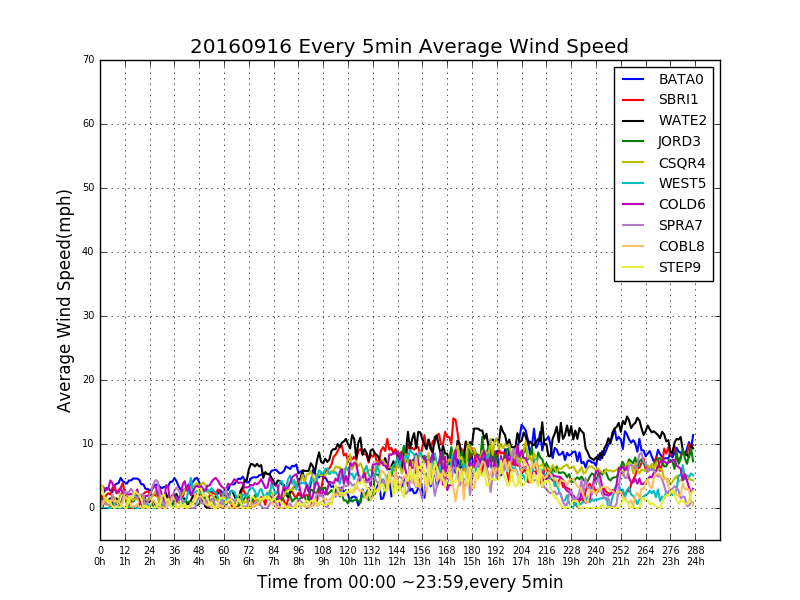 20160916 Every 5min Average Wind Speed
70
60
50
40
30
20
10
0
Average Wind Speed(mph)
BATA0
SBRI1
WATE2
JORD3
CSQR4
WEST5
COLD6
SPRA7
COBL8
STEP9
0 12 24 36 48 60 72 84 96 108 120 132 144 156 168 180 192 204 216 228 240 252 264 276 288
0h 1h 2h 3h 4h 5h 6h 7h 8h 9h 10h 11h 12h 13h 14h 15h 16h 17h 18h 19h 20h 21h 22h 23h 24h
Time from 00:00 ~23:59,every 5min